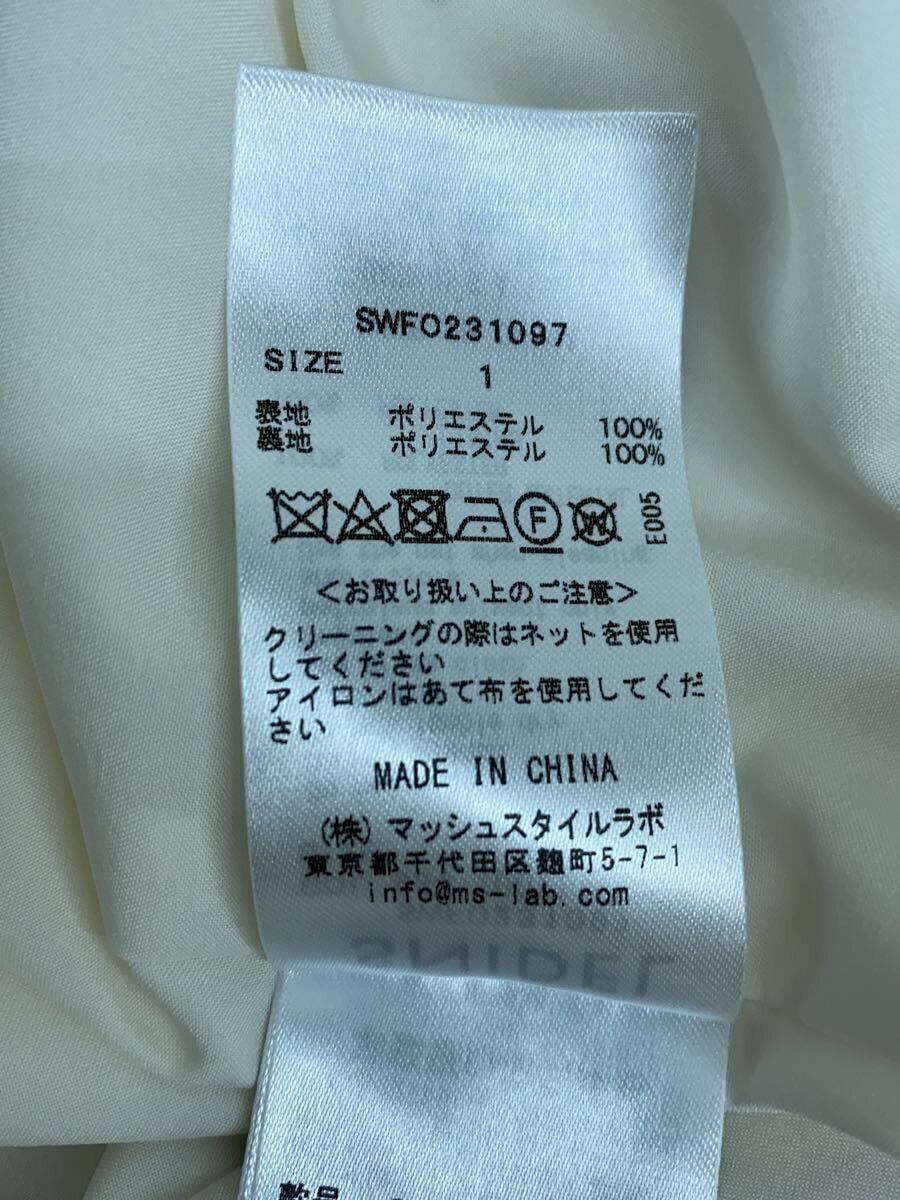 SWFO231097
SIZE 1
表地 ポリエステル 100%
裏地 ポリエステル 100%
F W E005
<お取り扱い上のご注意>
クリーニングの際はネットを使用
してください
アイロンはあて布を使用してくだ
さい
MADE IN CHINA
(株)マッシュスタイルラボ
東京都千代田区麹町5-7-1
info@ms-lab.com
SNIDEL